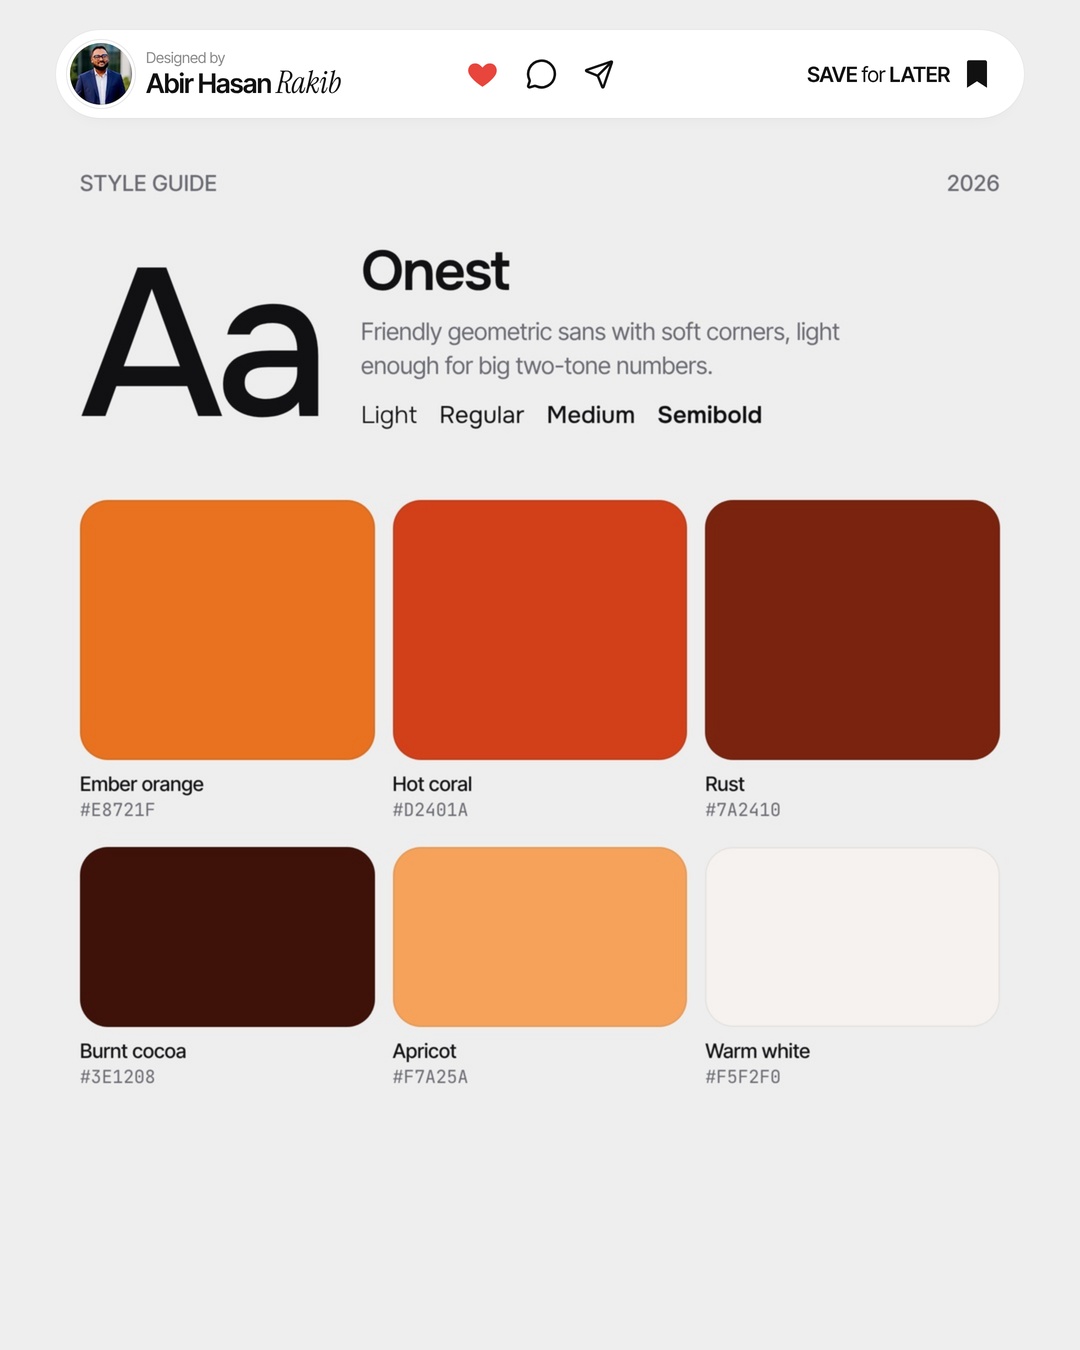 Designed by
Abir Hasan Rakib
SAVE for LATER
STYLE GUIDE
2026
Aa
Onest
Friendly geometric sans with soft corners, light
enough for big two-tone numbers.
Light Regular Medium Semibold
Ember orange
#E8721F
Hot coral
#D2401A
Rust
#7A2410
Burnt cocoa
#3E1208
Apricot
#F7A25A
Warm white
#F5F2F0